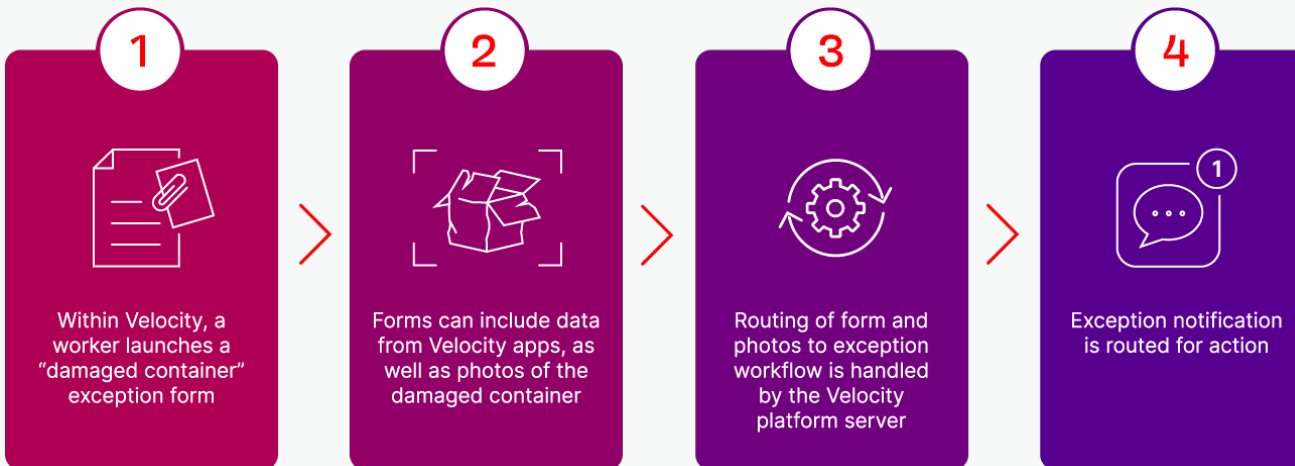 1
Within Velocity, a
worker launches a
“damaged container”
exception form
2
Forms can include data
from Velocity apps, as
well as photos of the
damaged container
3
Routing of form and
photos to exception
workflow is handled
by the Velocity
platform server
4
1
Exception notification
is routed for action